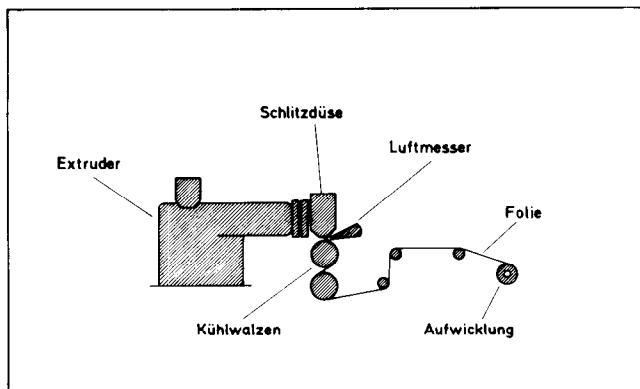 Schlitzdüse
Luftmesser
Extruder
Folie
Kühlwalzen
Aufwicklung